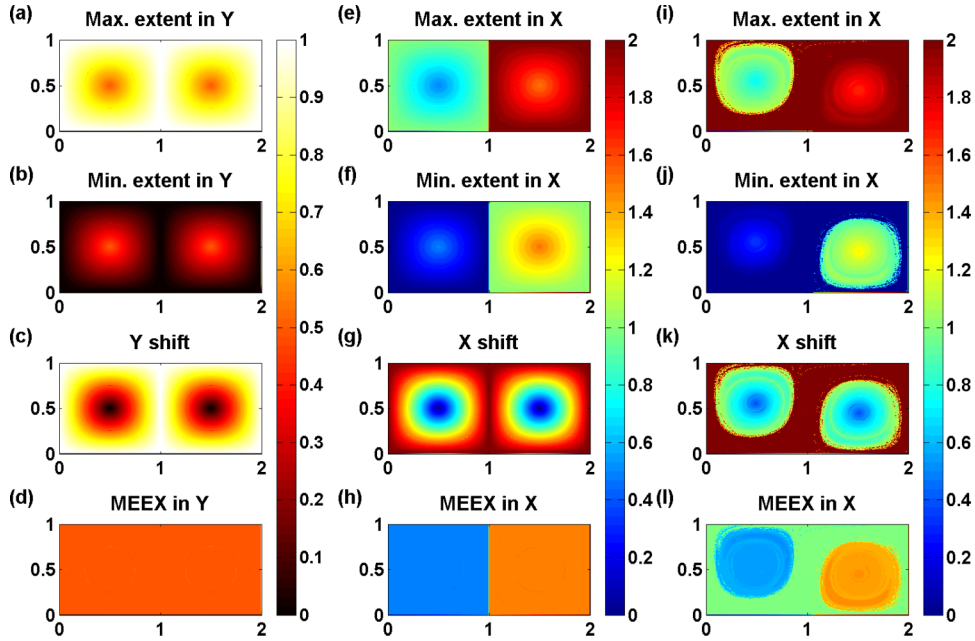 (a) Max. extent in Y (e) Max. extent in X (i) Max. extent in X
1 1 1 1 2 2
0.5 0.5 0.5 0.9 1.8 1.8
0 0 0
0 1 2 0 1 2 0 1 2
0.8 1.6 1.6
(b) Min. extent in Y (f) Min. extent in X (j) Min. extent in X
1 1 1 0.7 1.4 1.4
0.5 0.5 0.5 0.6 1.2 1.2
0 0 0
0 1 2 0 1 2 0 1 2
0.5 1 1
(c) Y shift (g) X shift (k) X shift
1 1 1 0.4 0.8 0.8
0.5 0.5 0.5 0.3 0.6 0.6
0 0 0
0 1 2 0 1 2 0 1 2
0.2 0.4 0.4
(d) MEEX in Y (h) MEEX in X (l) MEEX in X
1 1 1 0.1 0.2 0.2
0.5 0.5 0.5
0 0 0 0 0 0
0 1 2 0 1 2 0 1 2